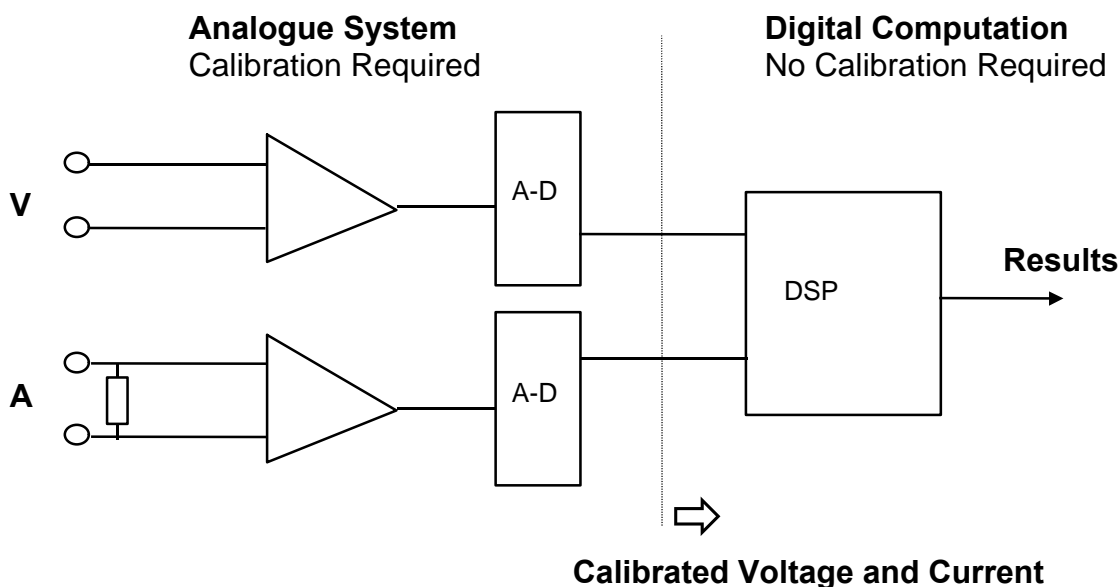 Analogue System
Calibration Required
Digital Computation
No Calibration Required
V
A-D
DSP
Results
A
A-D
Calibrated Voltage and Current